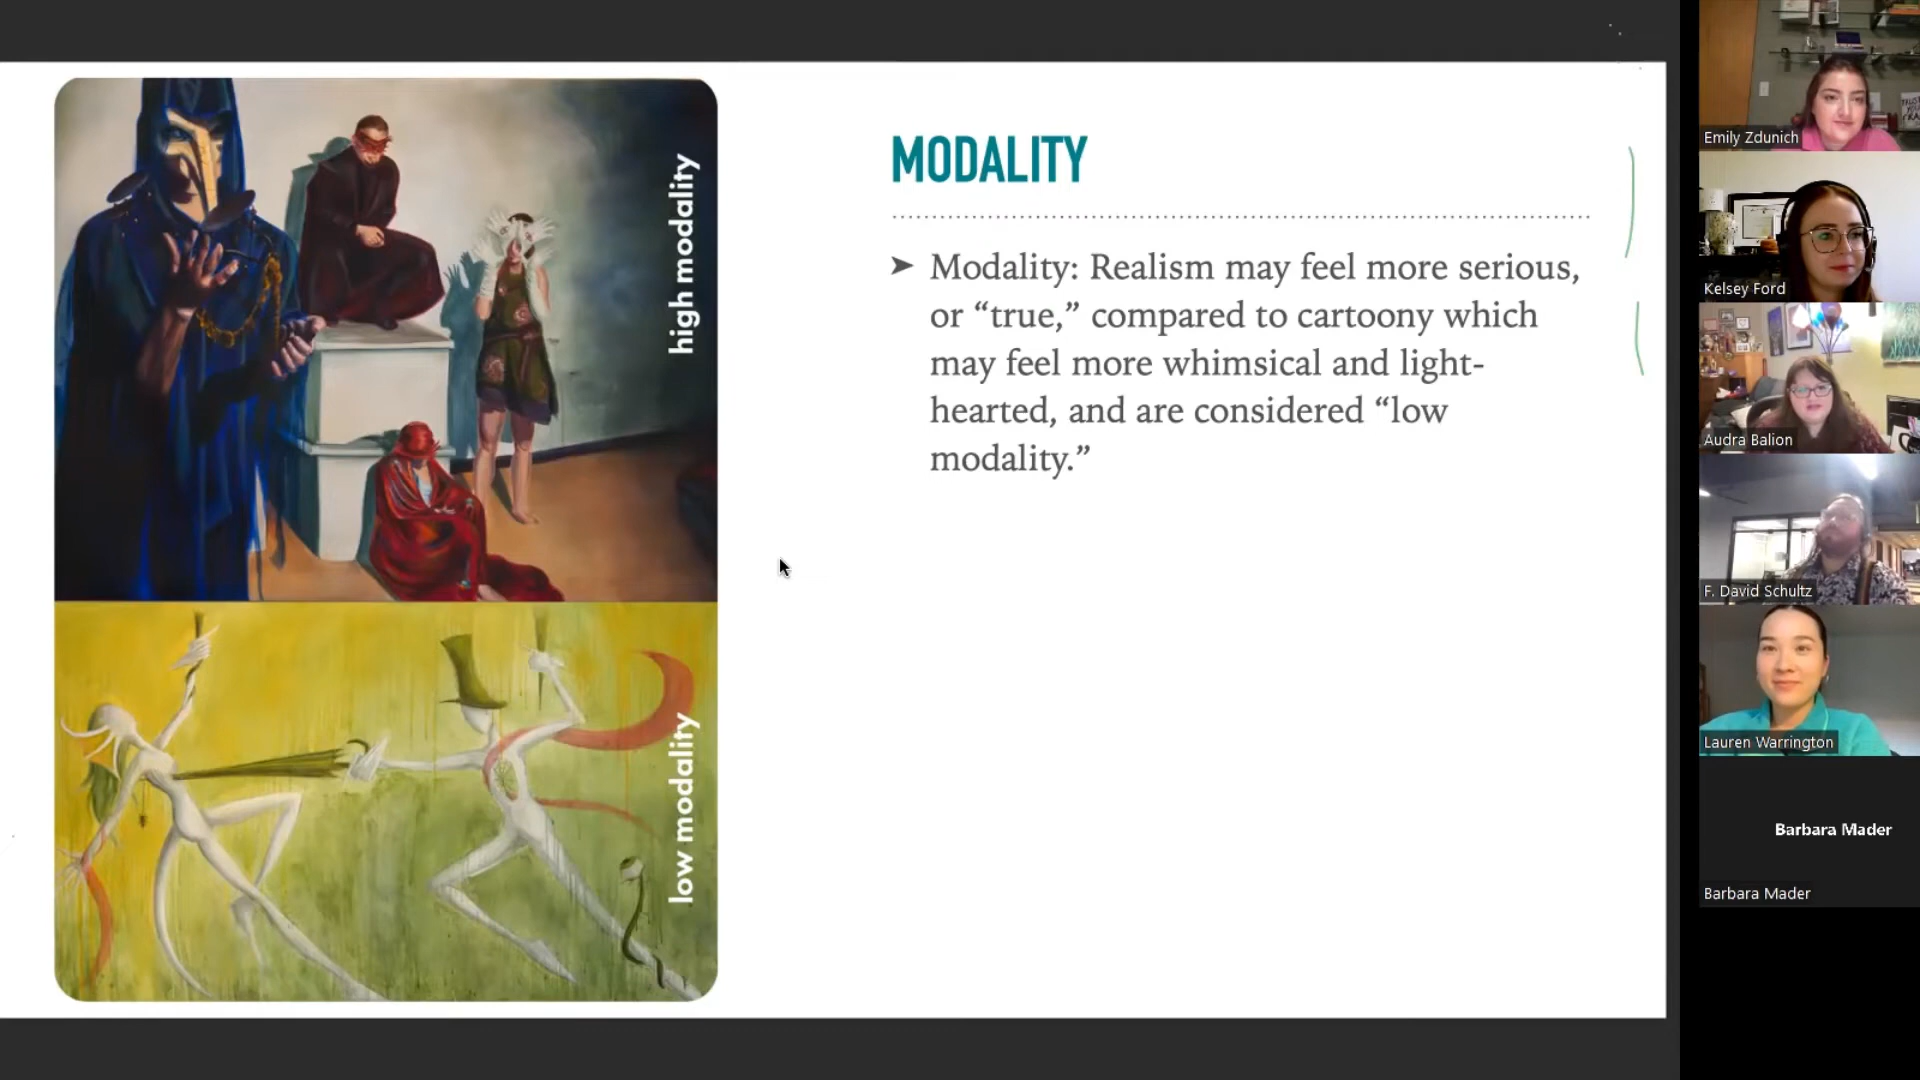 high modality
low modality
MODALITY
➤ Modality: Realism may feel more serious,
or “true,” compared to cartoony which
may feel more whimsical and light-
hearted, and are considered “low
modality.”
Emily Zdunich
Kelsey Ford
Audra Balion
F. David Schultz
Lauren Warrington
Barbara Mader
Barbara Mader